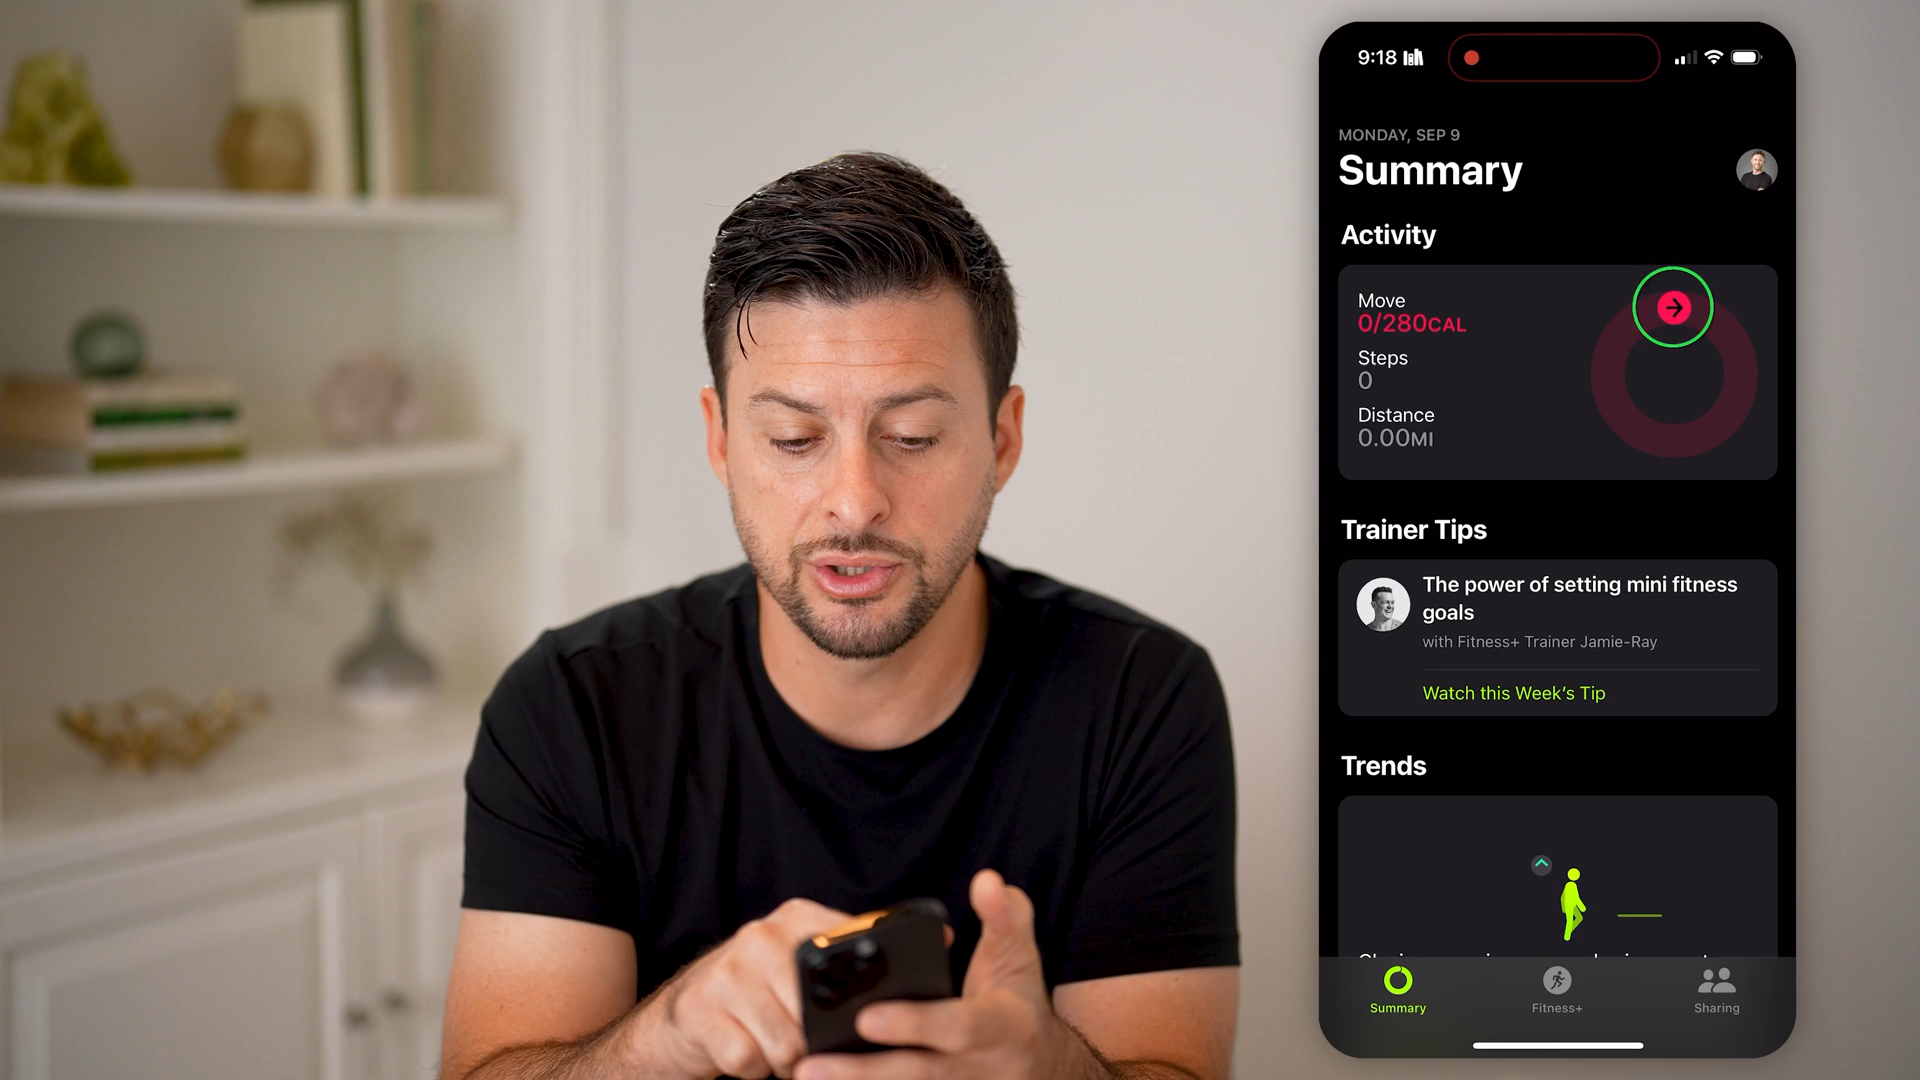 9:18
MONDAY, SEP 9
Summary
Activity
Move
0/280CAL
Steps
0
Distance
0.00MI
Trainer Tips
The power of setting mini fitness
goals
with Fitness+ Trainer Jamie-Ray
Watch this Week's Tip
Trends
Summary
Fitness+
Sharing